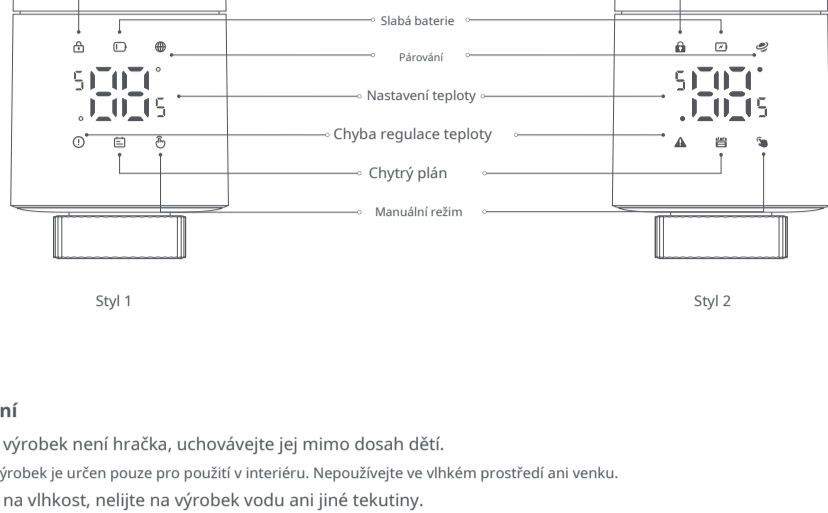 Slabá baterie
Párování
Nastavení teploty
Chyba regulace teploty
Chytrý plán
Manuální režim
Styl 1
Styl 2
ní
výrobek není hračka, uchovávejte jej mimo dosah dětí.
ýrobek je určen pouze pro použití v interiéru. Nepoužívejte ve vlhkém prostředí ani venku.
na vlhkost, nelijte na výrobek vodu ani jiné tekutiny.